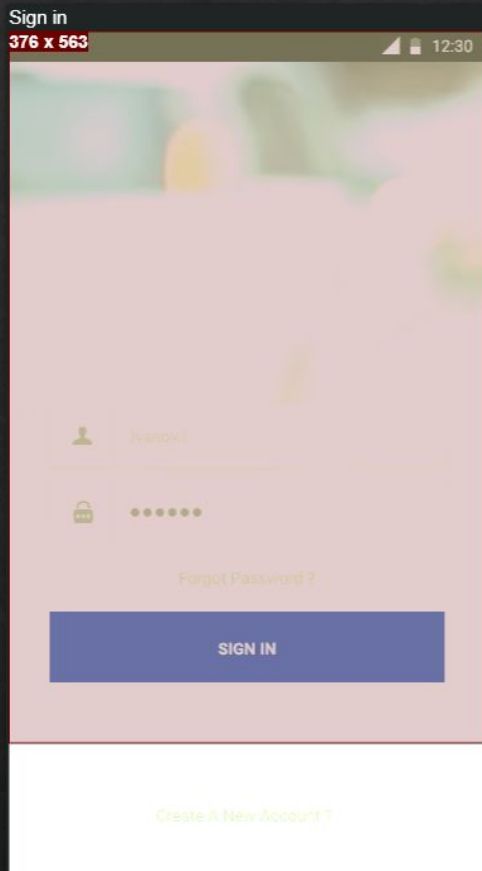 Sign in
376 x 563
12:30
Forgot Password ?
SIGN IN
Create A New Account ?